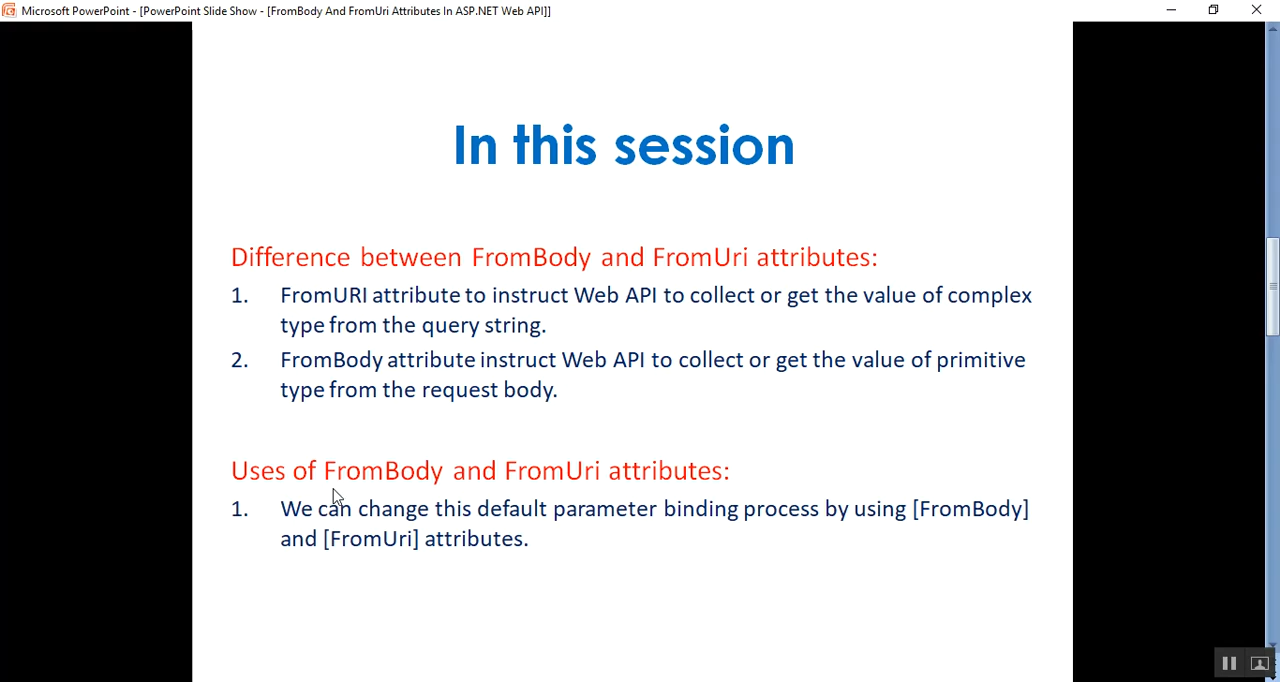 Microsoft PowerPoint - [PowerPoint Slide Show - [FromBody And FromUri Attributes In ASP.NET Web API]]
In this session
Difference between FromBody and FromUri attributes:
1. FromURI attribute to instruct Web API to collect or get the value of complex
type from the query string.
2. FromBody attribute instruct Web API to collect or get the value of primitive
type from the request body.
Uses of FromBody and FromUri attributes:
1. We can change this default parameter binding process by using [FromBody]
and [FromUri] attributes.